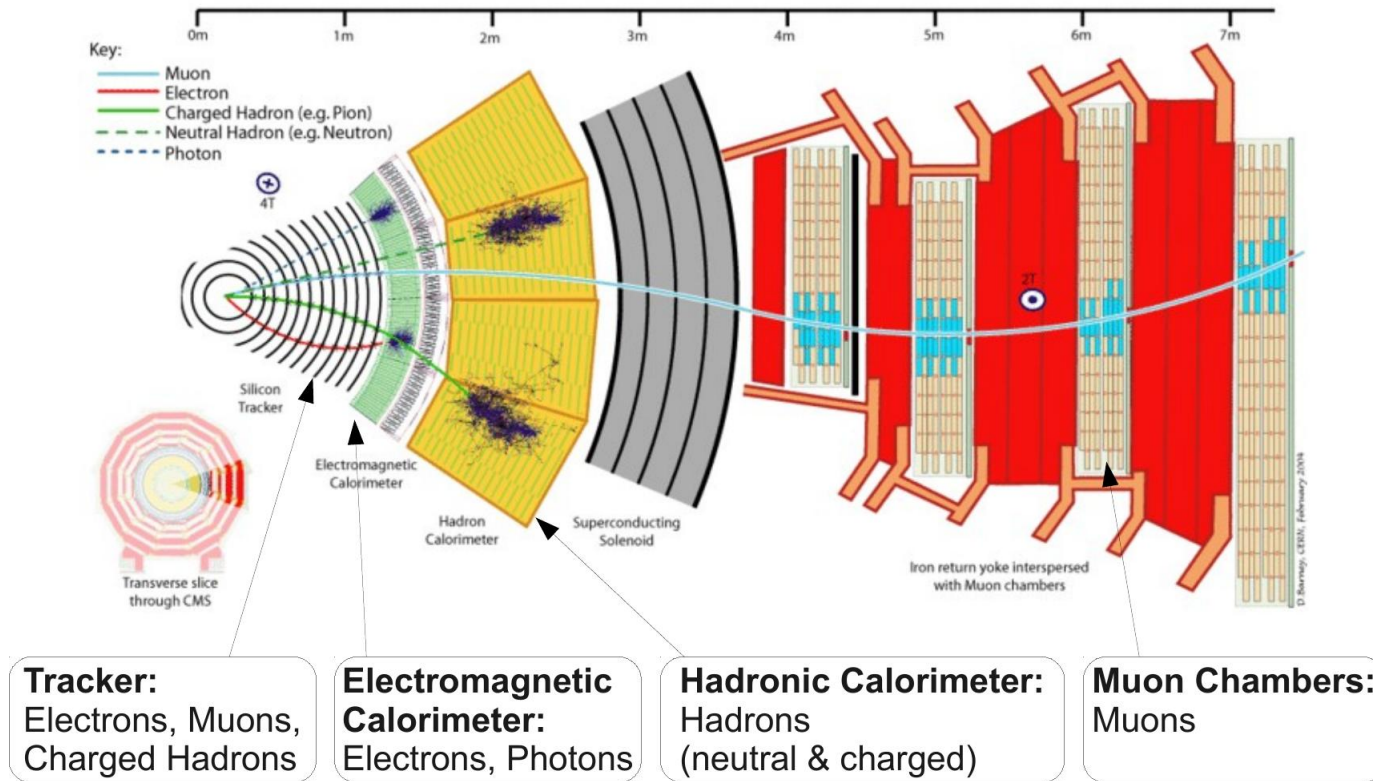 0m 1m 2m 3m 4m 5m 6m 7m
Key:
Muon
Electron
Charged Hadron (e.g. Pion)
Neutral Hadron (e.g. Neutron)
Photon
4T
2T
Silicon
Tracker
Electromagnetic
Calorimeter
Hadron
Calorimeter
Superconducting
Solenoid
Iron return yoke interspersed
with Muon chambers
Transverse slice
through CMS
D.Barney, CERN, February 2004
Tracker:
Electrons, Muons,
Charged Hadrons
Electromagnetic
Calorimeter:
Electrons, Photons
Hadronic Calorimeter:
Hadrons
(neutral & charged)
Muon Chambers:
Muons